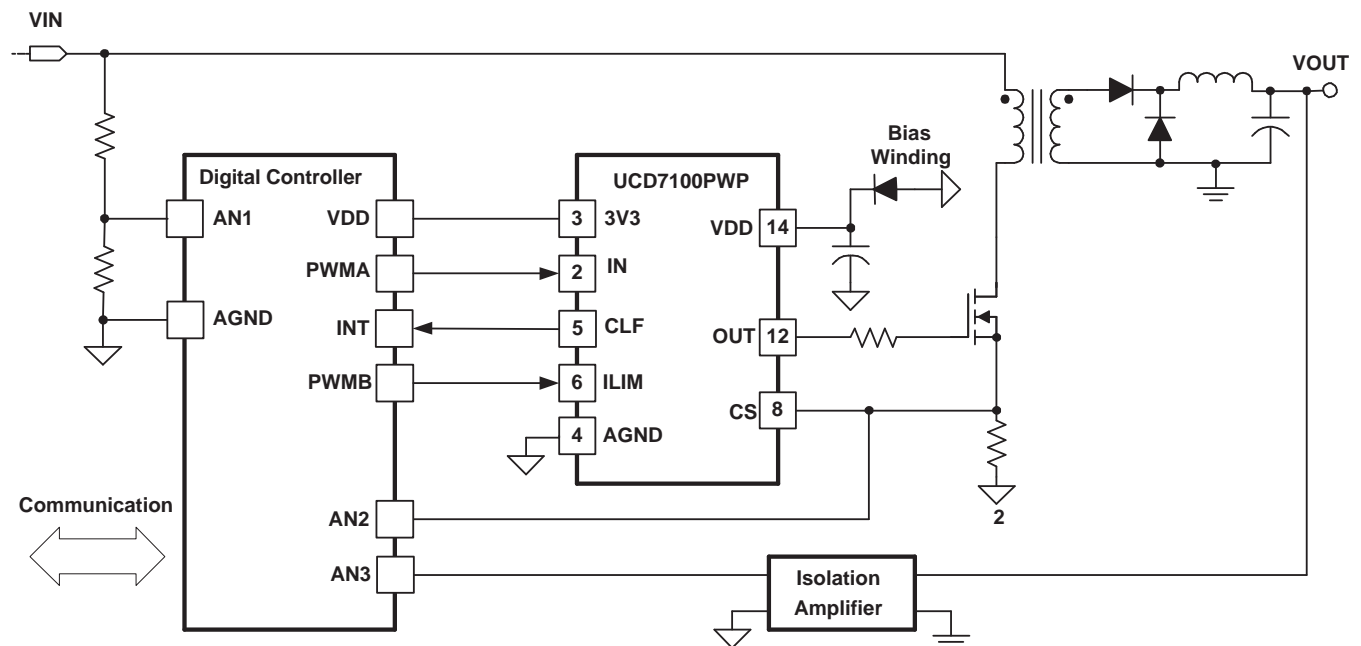 VIN
VOUT
Bias
Winding
Digital Controller
UCD7100PWP
AN1
VDD
3
3V3
VDD
14
PWMA
2
IN
AGND
INT
5
CLF
OUT
12
PWMB
6
ILIM
CS
8
4
AGND
2
Communication
AN2
AN3
Isolation
Amplifier